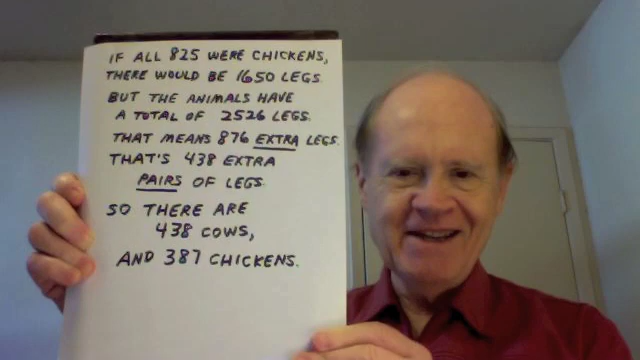 IF ALL 825 WERE CHICKENS,
THERE WOULD BE 1650 LEGS.
BUT THE ANIMALS HAVE
A TOTAL OF 2526 LEGS.
THAT MEANS 876 EXTRA LEGS.
THAT'S 438 EXTRA
PAIRS OF LEGS.
SO THERE ARE
438 COWS,
AND 387 CHICKENS.